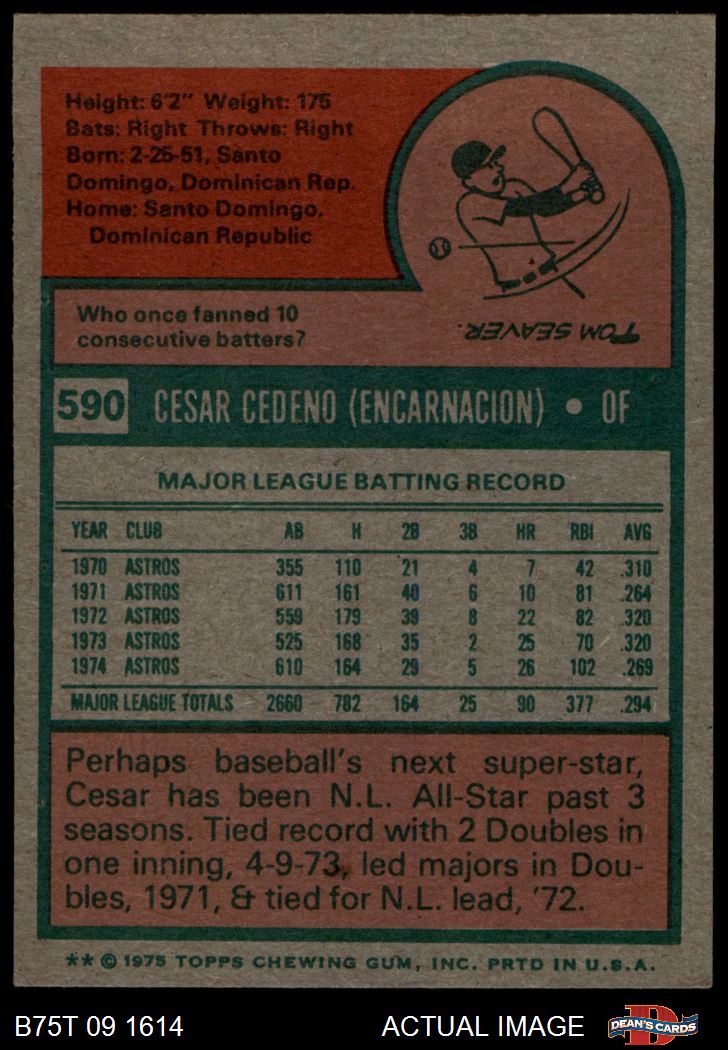 Height: 6'2" Weight: 175
Bats: Right Throws: Right
Born: 2-25-51, Santo
Domingo, Dominican Rep.
Home: Santo Domingo,
Dominican Republic
Who once fanned 10
consecutive batters?
TOM SEAVER.
590 CESAR CEDENO (ENCARNACION) • OF
MAJOR LEAGUE BATTING RECORD
YEAR CLUB AB H 2B 3B HR RBI AVG
1970 ASTROS 355 110 21 4 7 42 .310
1971 ASTROS 611 161 40 6 10 81 .264
1972 ASTROS 559 179 39 8 22 82 .320
1973 ASTROS 525 168 35 2 25 70 .320
1974 ASTROS 610 164 29 5 26 102 .269
MAJOR LEAGUE TOTALS 2660 782 164 25 90 377 .294
Perhaps baseball's next super-star,
Cesar has been N.L. All-Star past 3
seasons. Tied record with 2 Doubles in
one inning, 4-9-73, led majors in Dou-
bles, 1971, & tied for N.L. lead, '72.
** © 1975 TOPPS CHEWING GUM, INC. PRTD IN U.S.A.
B75T 09 1614 ACTUAL IMAGE DEAN'S CARDS